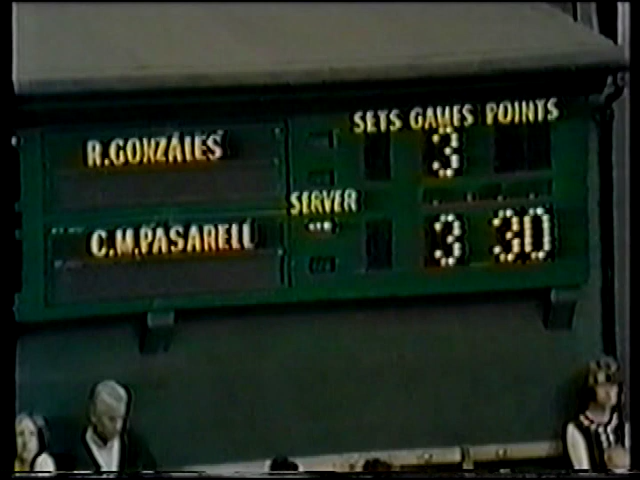 SETS GAMES POINTS
R.GONZALES 3
SERVER
C.M.PASARELL 3 30